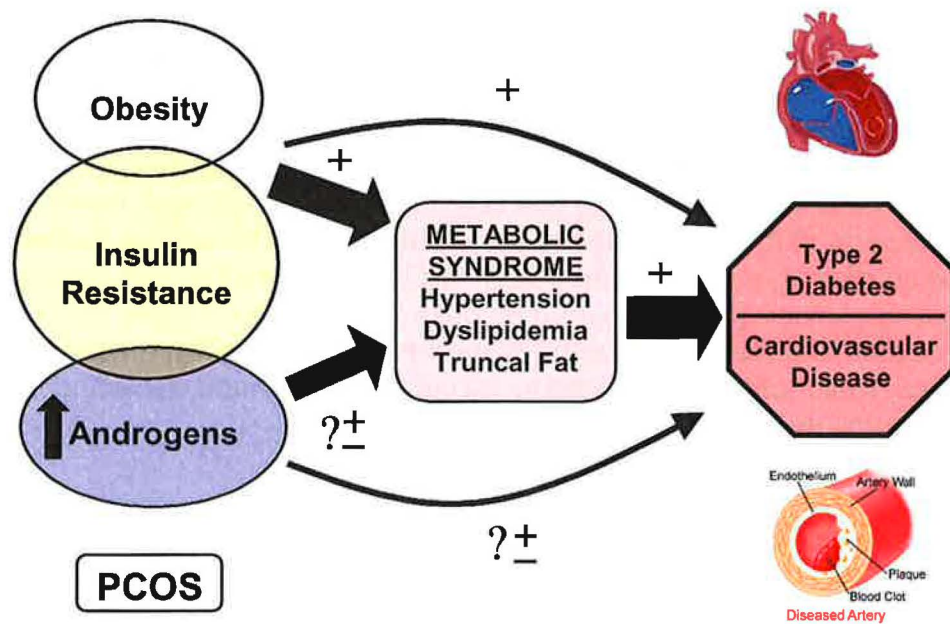 Obesity
Insulin
Resistance
Androgens
PCOS
+
+
?±
?±
METABOLIC
SYNDROME
Hypertension
Dyslipidemia
Truncal Fat
+
Type 2
Diabetes
Cardiovascular
Disease
Endothelium
Artery Wall
Plaque
Blood Clot
Diseased Artery